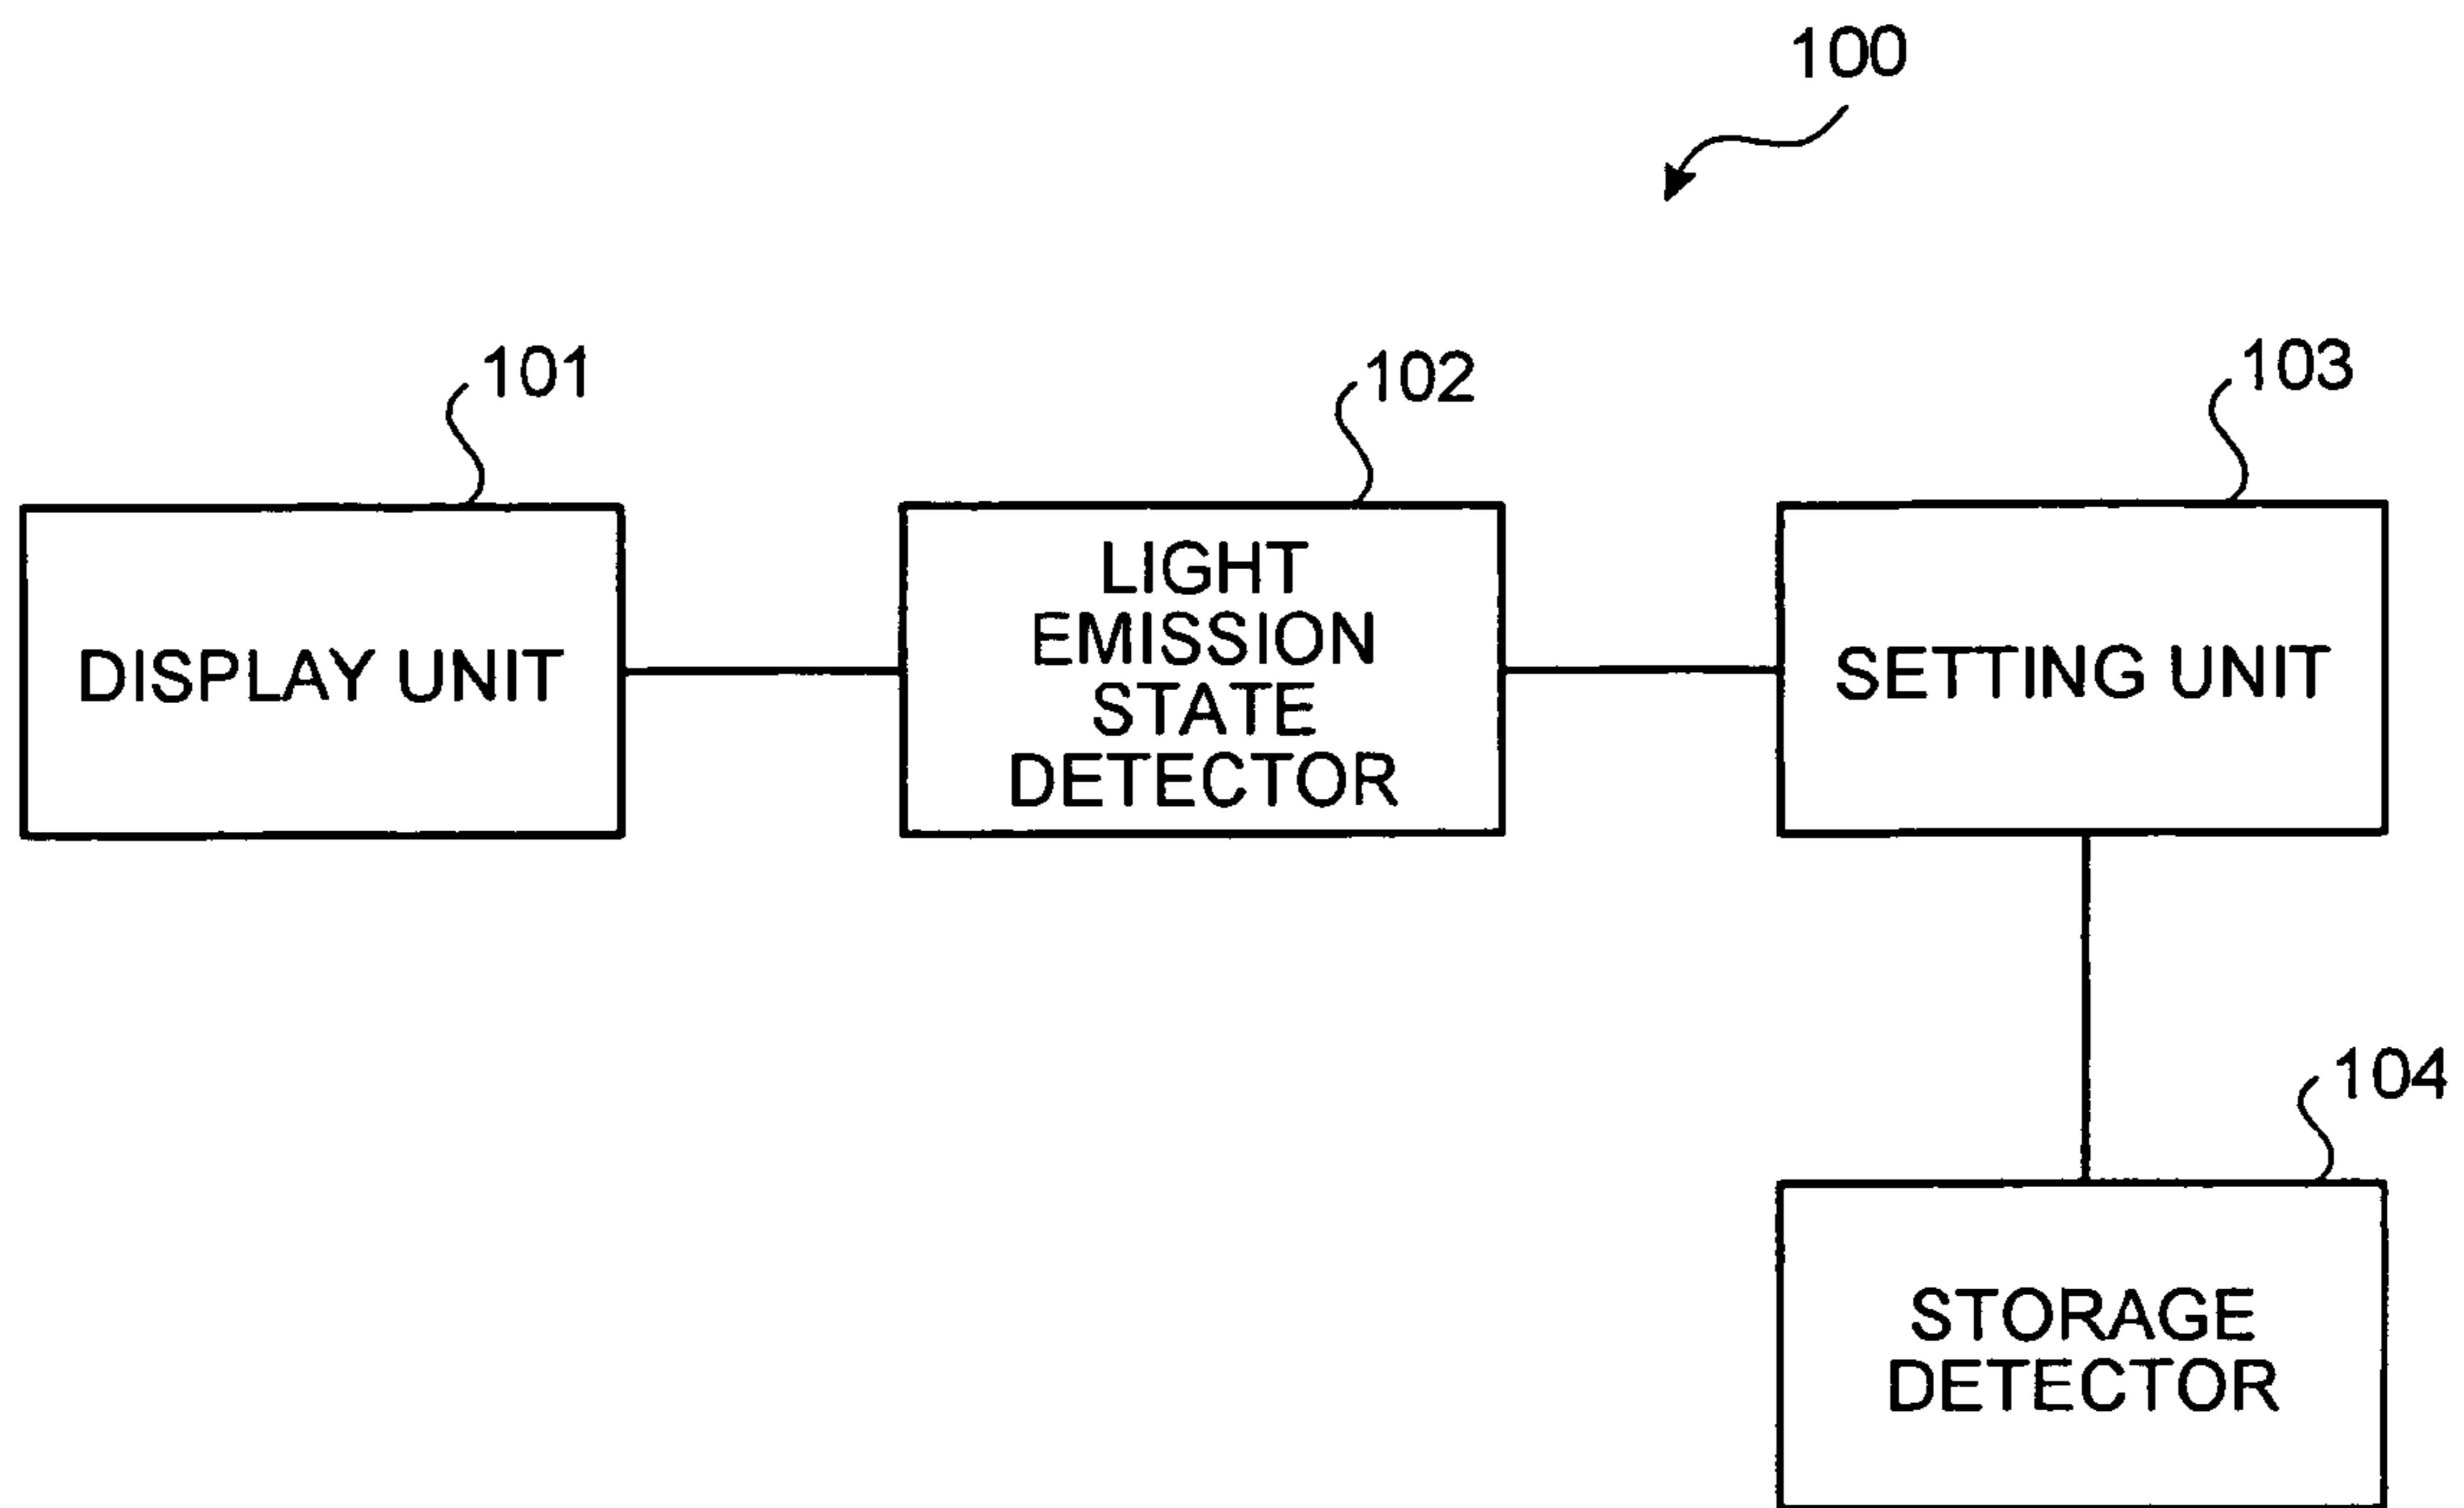 100
101
102
103
DISPLAY UNIT
LIGHT
EMISSION
STATE
DETECTOR
SETTING UNIT
104
STORAGE
DETECTOR